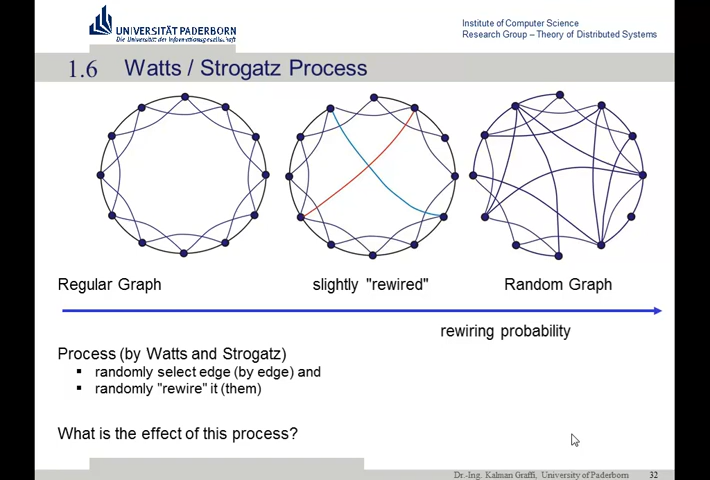 UNIVERSITÄT PADERBORN
Die Universität der Informationsgesellschaft
Institute of Computer Science
Research Group – Theory of Distributed Systems
1.6 Watts / Strogatz Process
Regular Graph
slightly "rewired"
Random Graph
rewiring probability
Process (by Watts and Strogatz)
▪ randomly select edge (by edge) and
▪ randomly "rewire" it (them)
What is the effect of this process?
Dr.-Ing. Kalman Graffi, University of Paderborn 32